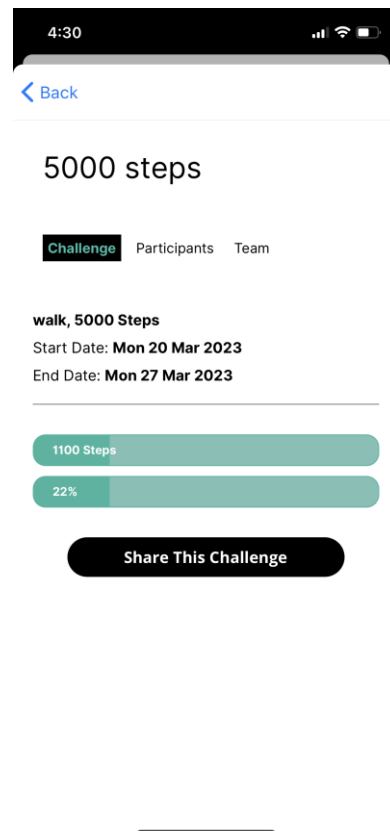 4:30
Back
5000 steps
Challenge Participants Team
walk, 5000 Steps
Start Date: Mon 20 Mar 2023
End Date: Mon 27 Mar 2023
1100 Steps
22%
Share This Challenge